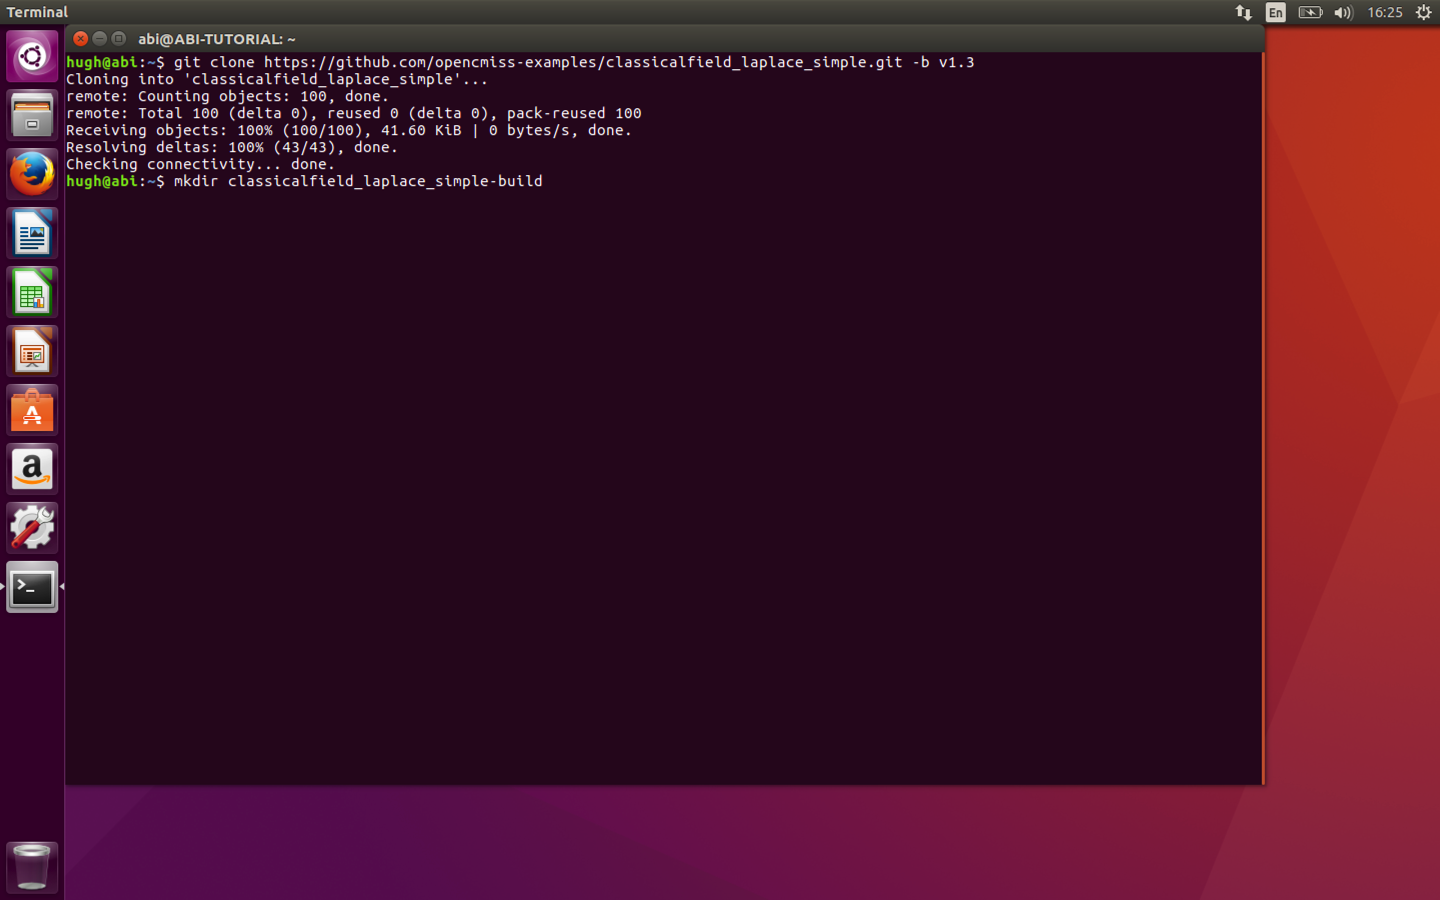 Terminal
En
16:25
abi@ABI-TUTORIAL: ~
hugh@abi:~$ git clone https://github.com/opencmiss-examples/classicalfield_laplace_simple.git -b v1.3
Cloning into 'classicalfield_laplace_simple'...
remote: Counting objects: 100, done.
remote: Total 100 (delta 0), reused 0 (delta 0), pack-reused 100
Receiving objects: 100% (100/100), 41.60 KiB | 0 bytes/s, done.
Resolving deltas: 100% (43/43), done.
Checking connectivity... done.
hugh@abi:~$ mkdir classicalfield_laplace_simple-build